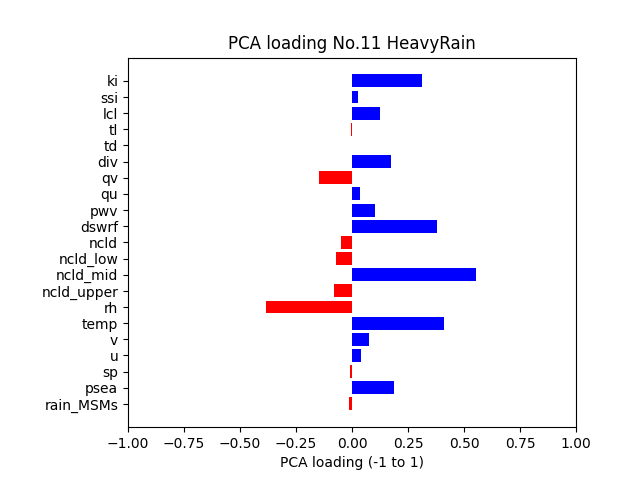 PCA loading No.11 HeavyRain
ki
ssi
lcl
tl
td
div
qv
qu
pwv
dswrf
ncld
ncld_low
ncld_mid
ncld_upper
rh
temp
v
u
sp
psea
rain_MSMs
−1.00 −0.75 −0.50 −0.25 0.00 0.25 0.50 0.75 1.00
PCA loading (-1 to 1)